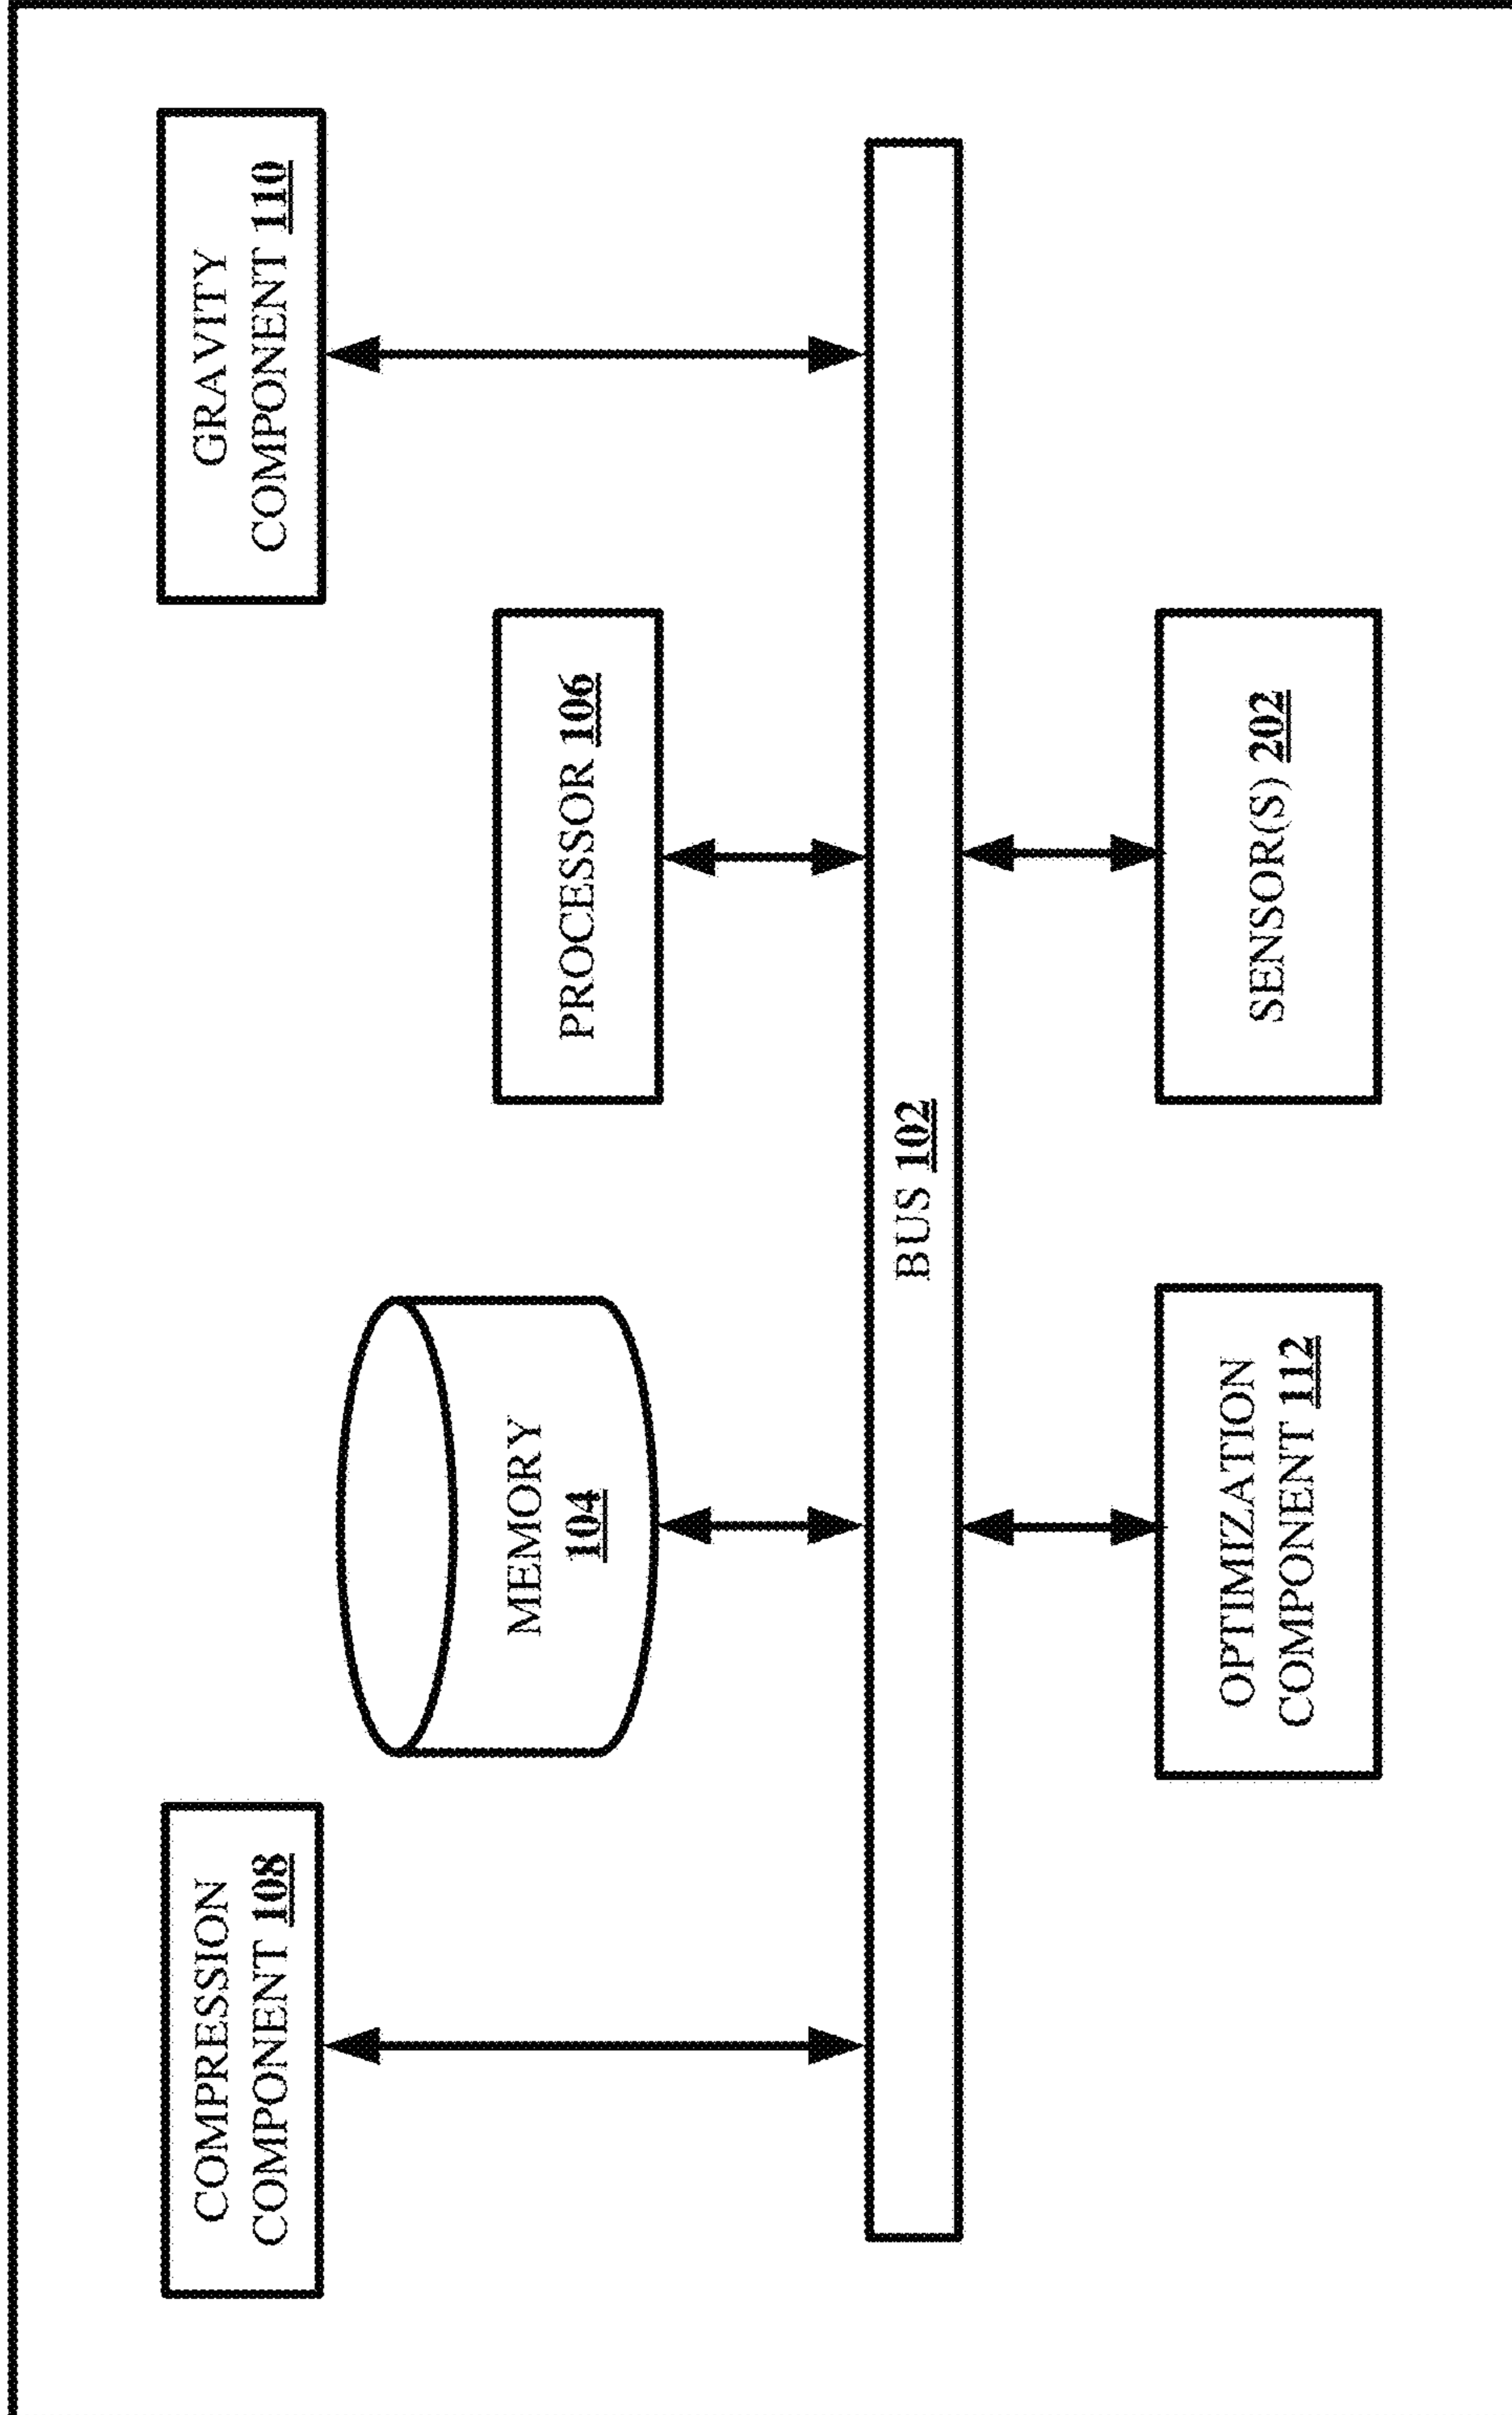 COMPRESSION
COMPONENT 108
GRAVITY
COMPONENT 110
MEMORY
104
PROCESSOR 106
BUS 102
OPTIMIZATION
COMPONENT 112
SENSOR(S) 202